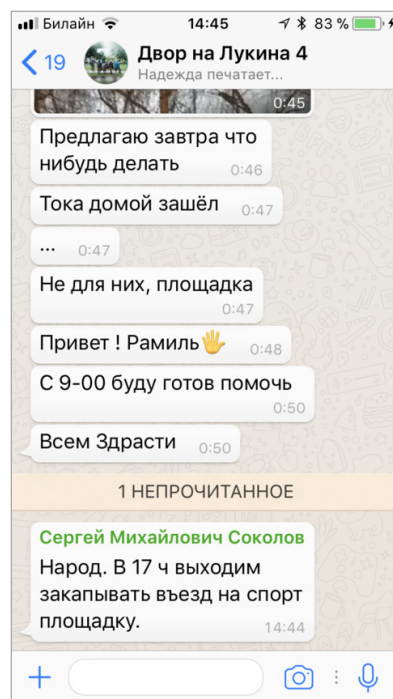 Билайн 14:45 83 %
19 Двор на Лукина 4
Надежда печатает...
0:45
Предлагаю завтра что
нибудь делать 0:46
Тока домой зашёл 0:47
... 0:47
Не для них, площадка
0:47
Привет ! Рамиль🖐 0:48
С 9-00 буду готов помочь
0:50
Всем Здрасти 0:50
1 НЕПРОЧИТАННОЕ
Сергей Михайлович Соколов
Народ. В 17 ч выходим
закапывать въезд на спорт
площадку. 14:44